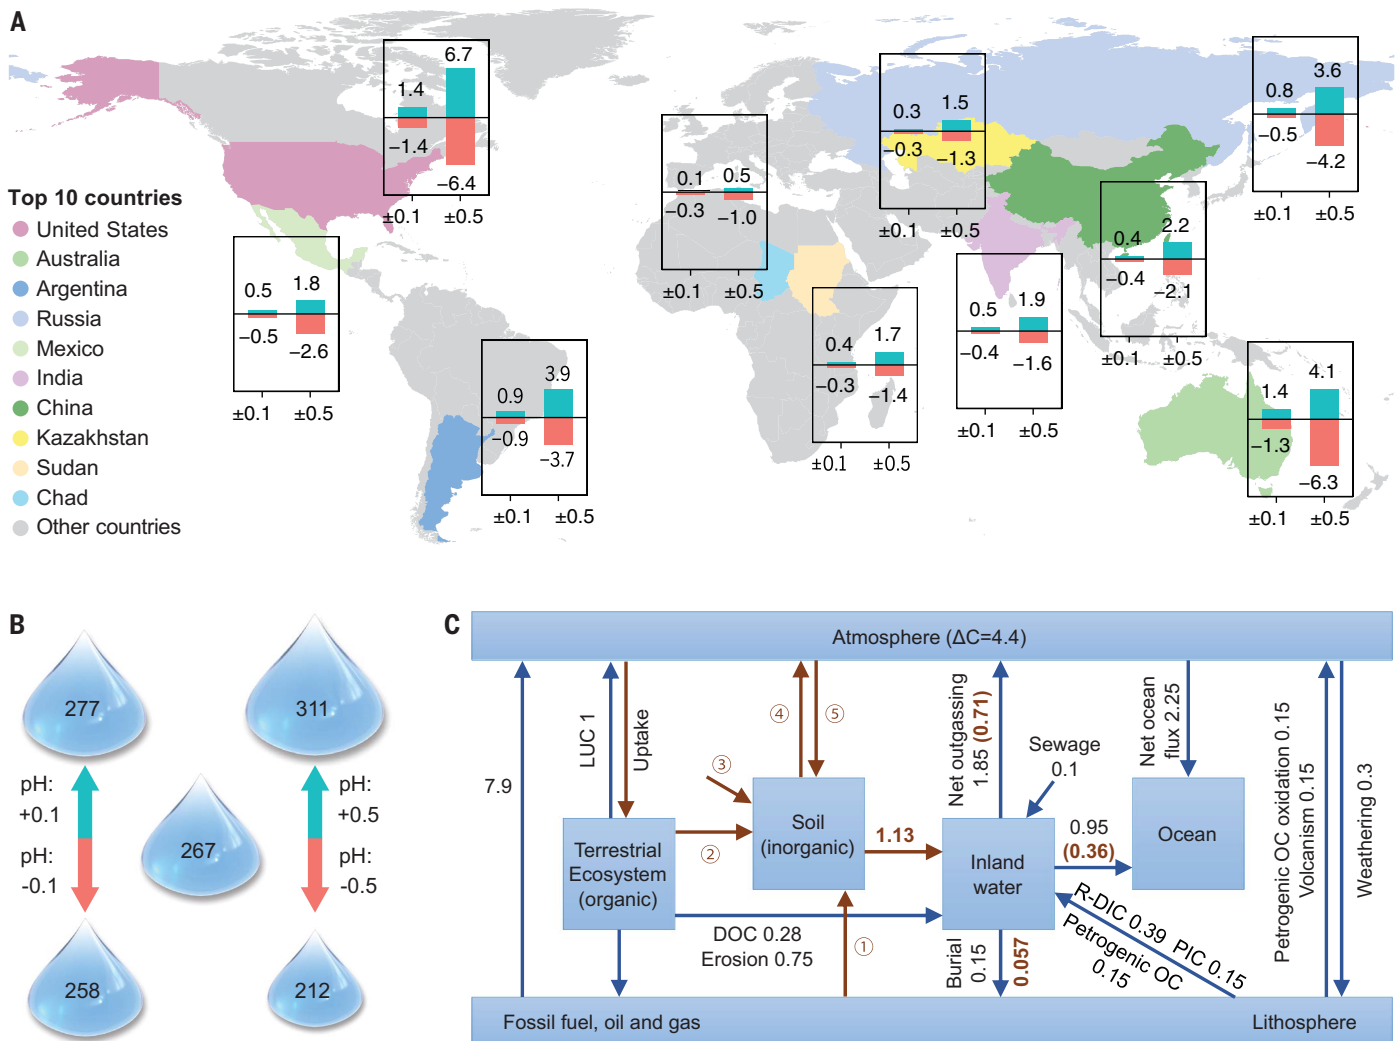 A
Top 10 countries
United States
Australia
Argentina
Russia
Mexico
India
China
Kazakhstan
Sudan
Chad
Other countries
6.7
1.4
−1.4
−6.4
±0.1 ±0.5
0.5 1.8
−0.5 −2.6
±0.1 ±0.5
0.9 3.9
−0.9 −3.7
±0.1 ±0.5
0.1 0.5
−0.3 −1.0
±0.1 ±0.5
0.3 1.5
−0.3 −1.3
±0.1 ±0.5
0.4 1.7
−0.3 −1.4
±0.1 ±0.5
0.5 1.9
−0.4 −1.6
±0.1 ±0.5
0.4 2.2
−0.4 −2.1
±0.1 ±0.5
0.8 3.6
−0.5 −4.2
±0.1 ±0.5
1.4 4.1
−1.3 −6.3
±0.1 ±0.5
B
277
311
pH:
+0.1
pH:
+0.5
267
pH:
-0.1
pH:
-0.5
258
212
C
Atmosphere (ΔC=4.4)
7.9
LUC 1
Uptake
④
⑤
③
②
①
Net outgassing
1.85 (0.71)
Sewage
0.1
Net ocean
flux 2.25
Petrogenic OC oxidation 0.15
Volcanism 0.15
Weathering 0.3
Terrestrial
Ecosystem
(organic)
Soil
(inorganic)
1.13
Inland
water
0.95
(0.36)
Ocean
DOC 0.28
Erosion 0.75
Burial
0.15
0.057
R-DIC 0.39 PIC 0.15
Petrogenic OC
0.15
Fossil fuel, oil and gas
Lithosphere